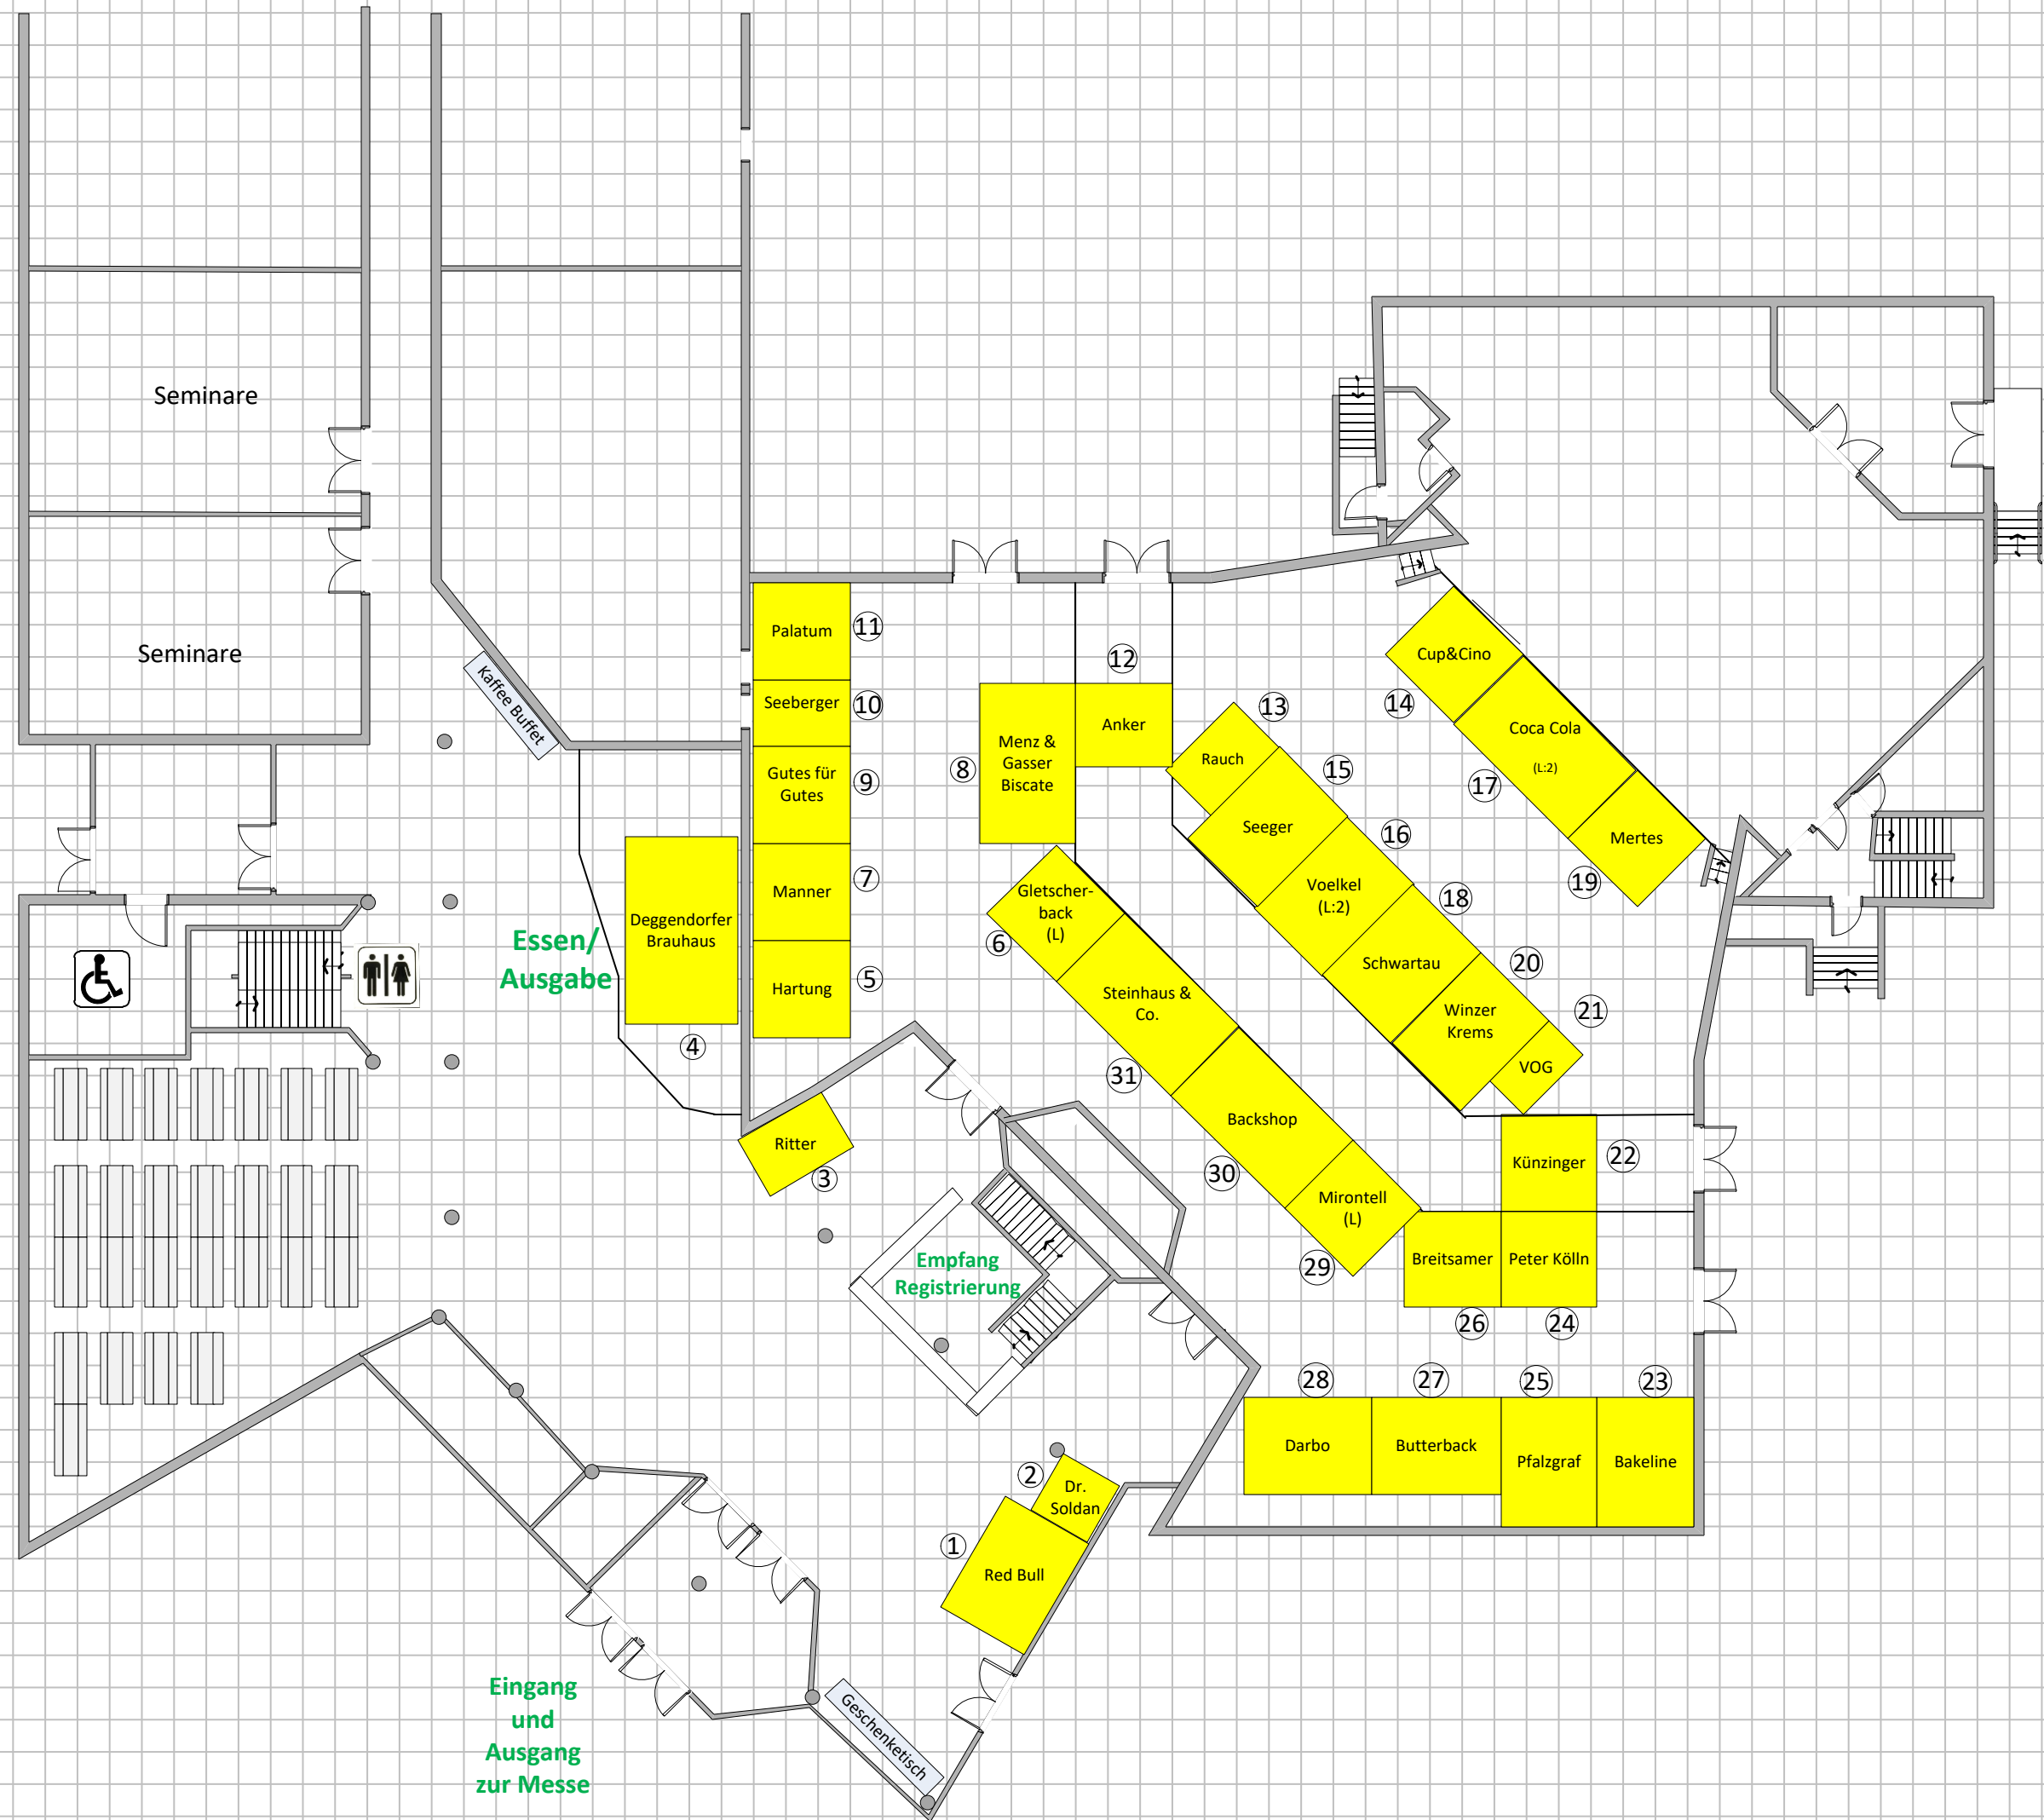 Seminare
Seminare
Kaffee Buffet
Palatum
11
Seeberger
10
Gutes für
Gutes
9
Manner
7
Hartung
5
Deggendorfer
Brauhaus
4
Essen/
Ausgabe
Menz &
Gasser
Biscate
8
12
Anker
13
Rauch
15
Seeger
16
Voelkel
(L:2)
18
Schwartau
20
Winzer
Krems
21
VOG
Cup&Cino
14
Coca Cola
(L:2)
17
Mertes
19
Gletscher-
back
(L)
6
Steinhaus &
Co.
31
Backshop
30
Mirontell
(L)
29
Künzinger
22
Breitsamer
26
Peter Kölln
24
Ritter
3
Empfang
Registrierung
28
27
25
23
Darbo
Butterback
Pfalzgraf
Bakeline
2
Dr.
Soldan
1
Red Bull
Geschenketisch
Eingang
und
Ausgang
zur Messe